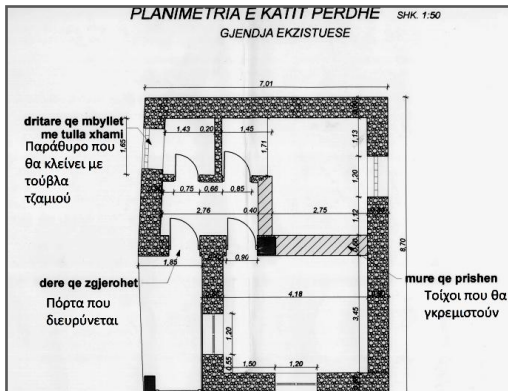 PLANIMETRIA E KATIT PERDHE SHK. 1:50
GJENDJA EKZISTUESE
7,01
dritare qe mbyllet
me tulla xhami
Παράθυρο που
θα κλείνει με
τούβλα
τζαμιού
1,65
1,43 0,20 1,45
1,71
1,13
1,20
0,75 0,66 0,85
2,76 0,40 2,75
1,12
8,70
0,90
1,85
dere qe zgjerohet
Πόρτα που
διευρύνεται
mure qe prishen
Τοίχοι που θα
γκρεμιστούν
4,18
3,45
1,20
0,55
1,50 1,20